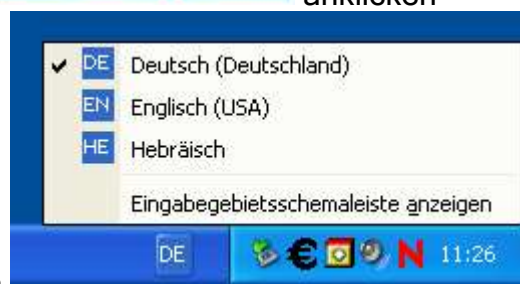 anklicken
DE Deutsch (Deutschland)
EN Englisch (USA)
HE Hebräisch
Eingabegebietsschemaleiste anzeigen
DE € N 11:26